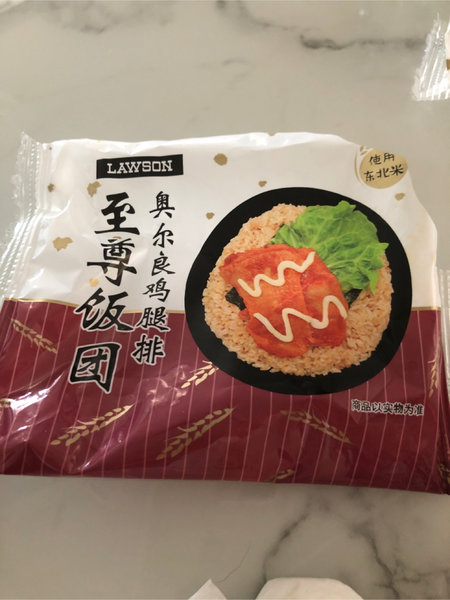 LAWSON
至尊饭团
奥尔良鸡腿排
使用
东北米
商品以实物为准